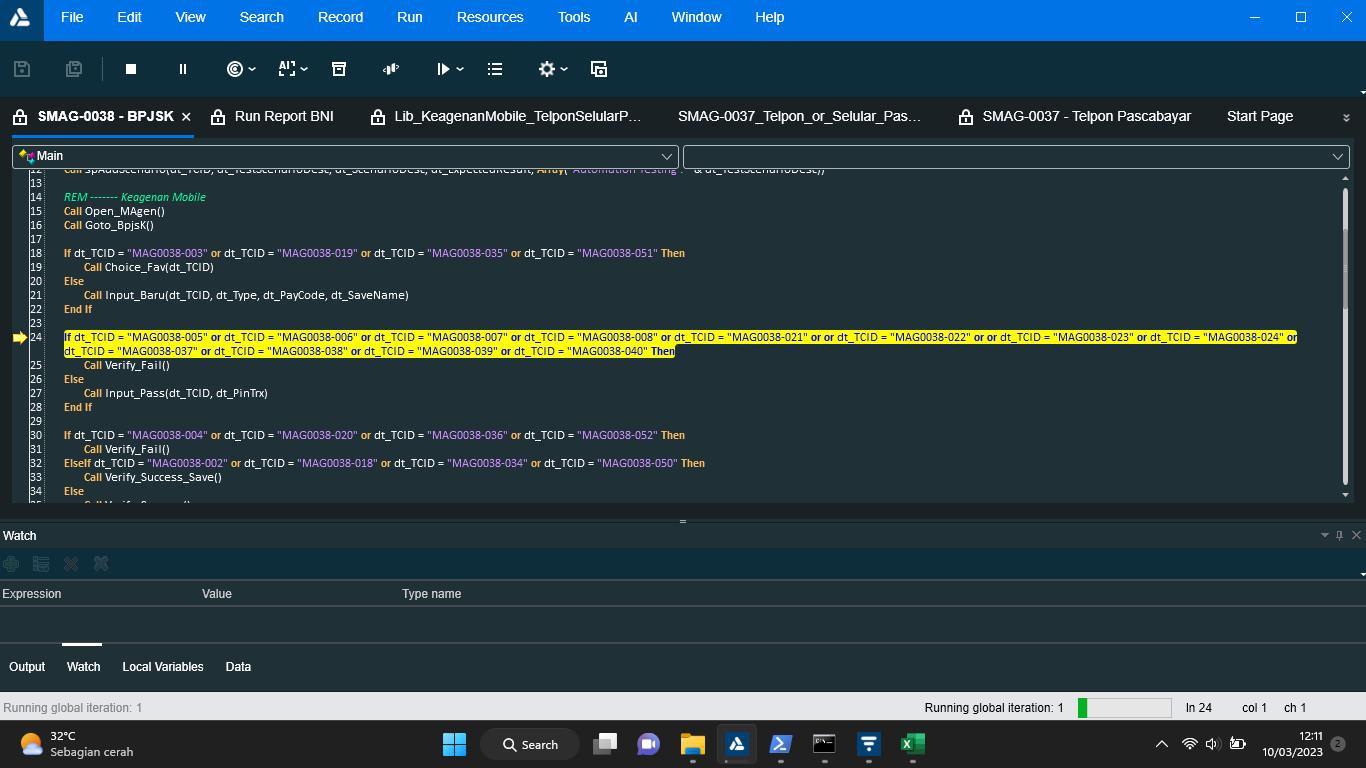 File Edit View Search Record Run Resources Tools AI Window Help
SMAG-0038 - BPJSK Run Report BNI Lib_KeagenanMobile_TelponSelularP... SMAG-0037_Telpon_or_Selular_Pas... SMAG-0037 - Telpon Pascabayar Start Page
Main
12 Call spAddScenario(dt_TCID, dt_TestScenarioDesc, dt_ScenarioDesc, dt_ExpectedResult, Array("Automation Testing : " & dt_TestScenarioDesc))
13
14 REM ------- Keagenan Mobile
15 Call Open_MAgen()
16 Call Goto_BpjsK()
17
18 If dt_TCID = "MAG0038-003" or dt_TCID = "MAG0038-019" or dt_TCID = "MAG0038-035" or dt_TCID = "MAG0038-051" Then
19 Call Choice_Fav(dt_TCID)
20 Else
21 Call Input_Baru(dt_TCID, dt_Type, dt_PayCode, dt_SaveName)
22 End If
23
24 If dt_TCID = "MAG0038-005" or dt_TCID = "MAG0038-006" or dt_TCID = "MAG0038-007" or dt_TCID = "MAG0038-008" or dt_TCID = "MAG0038-021" or or dt_TCID = "MAG0038-022" or or dt_TCID = "MAG0038-023" or dt_TCID = "MAG0038-024" or
dt_TCID = "MAG0038-037" or dt_TCID = "MAG0038-038" or dt_TCID = "MAG0038-039" or dt_TCID = "MAG0038-040" Then
25 Call Verify_Fail()
26 Else
27 Call Input_Pass(dt_TCID, dt_PinTrx)
28 End If
29
30 If dt_TCID = "MAG0038-004" or dt_TCID = "MAG0038-020" or dt_TCID = "MAG0038-036" or dt_TCID = "MAG0038-052" Then
31 Call Verify_Fail()
32 ElseIf dt_TCID = "MAG0038-002" or dt_TCID = "MAG0038-018" or dt_TCID = "MAG0038-034" or dt_TCID = "MAG0038-050" Then
33 Call Verify_Success_Save()
34 Else
Watch
Expression Value Type name
Output Watch Local Variables Data
Running global iteration: 1 Running global iteration: 1 ln 24 col 1 ch 1
32°C
Sebagian cerah
Search
12:11
10/03/2023 2